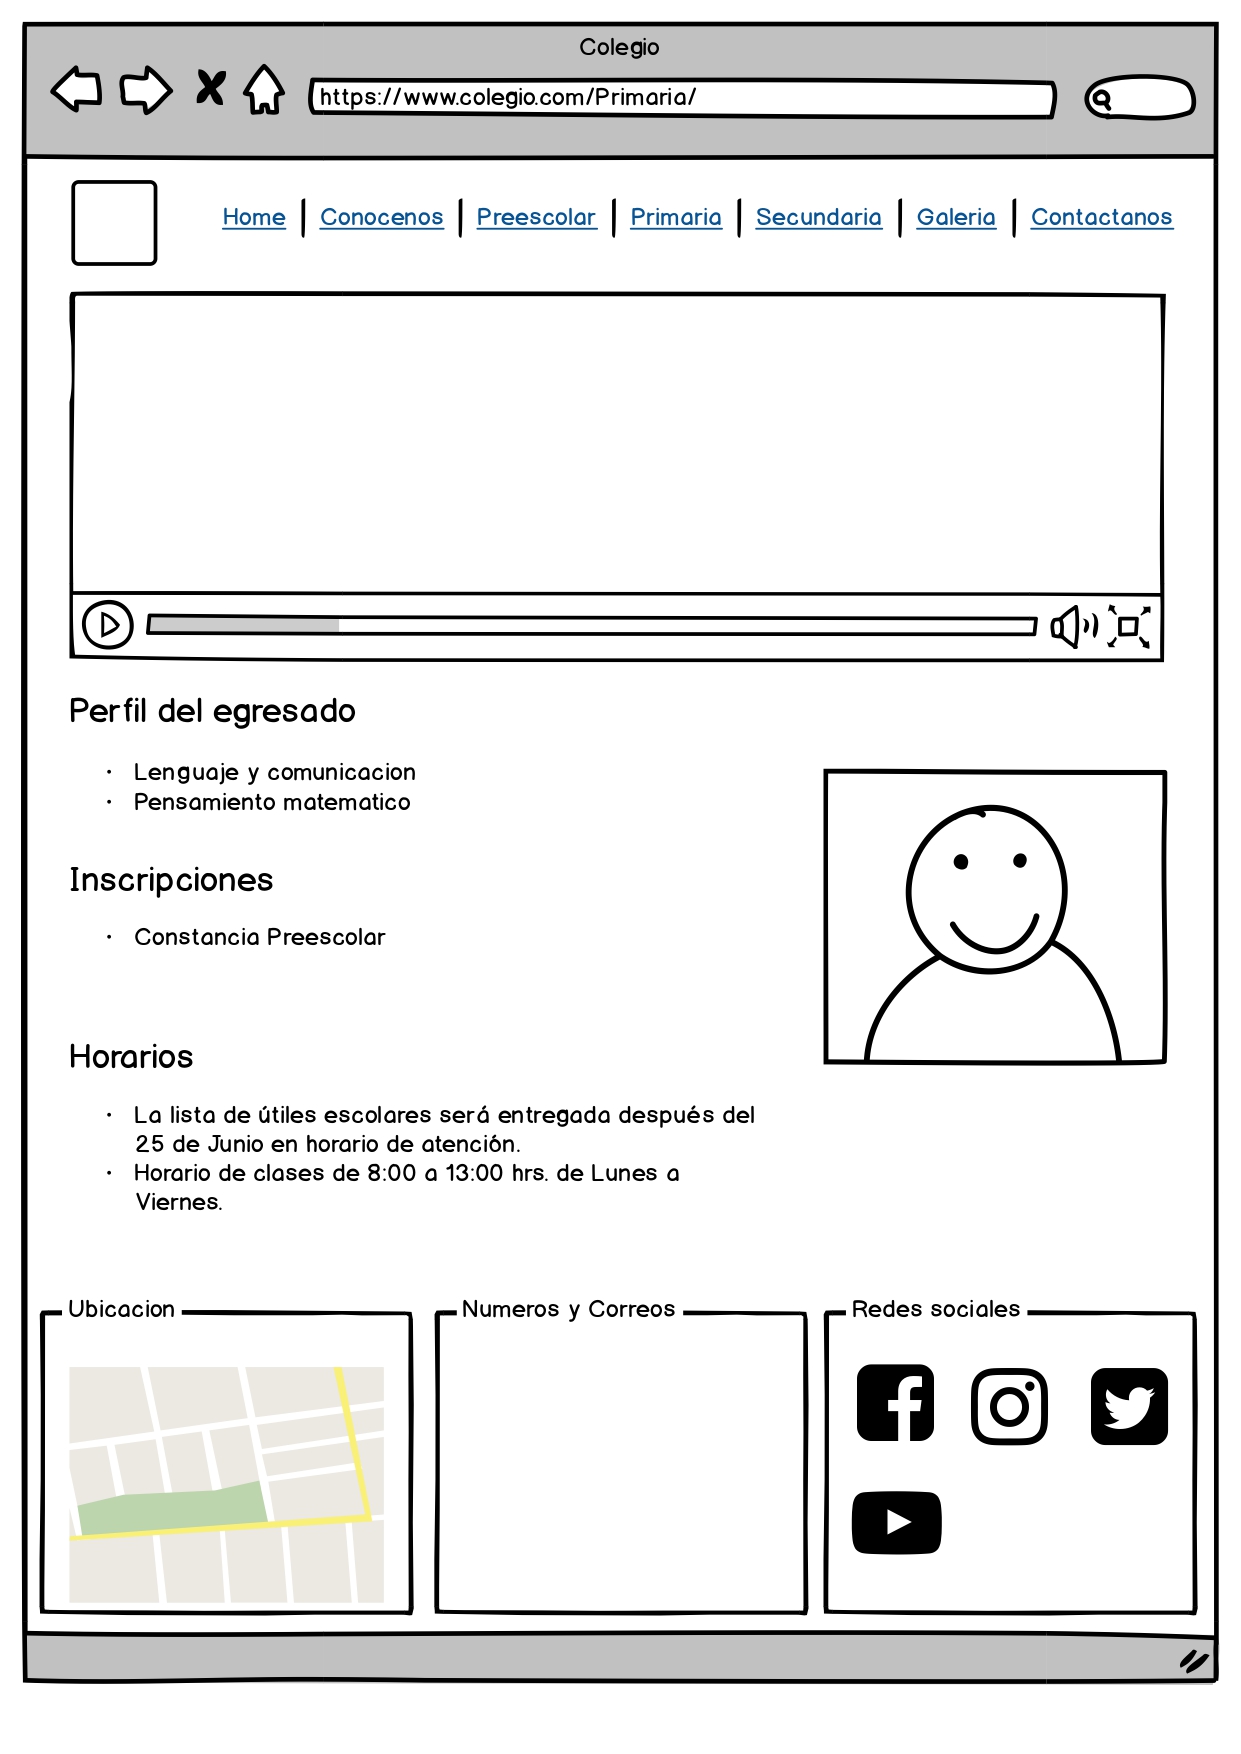 Colegio
https://www.colegio.com/Primaria/
Home | Conocenos | Preescolar | Primaria | Secundaria | Galeria | Contactanos
Perfil del egresado
· Lenguaje y comunicacion
· Pensamiento matematico
Inscripciones
· Constancia Preescolar
Horarios
· La lista de útiles escolares será entregada después del
25 de Junio en horario de atención.
· Horario de clases de 8:00 a 13:00 hrs. de Lunes a
Viernes.
Ubicacion
Numeros y Correos
Redes sociales